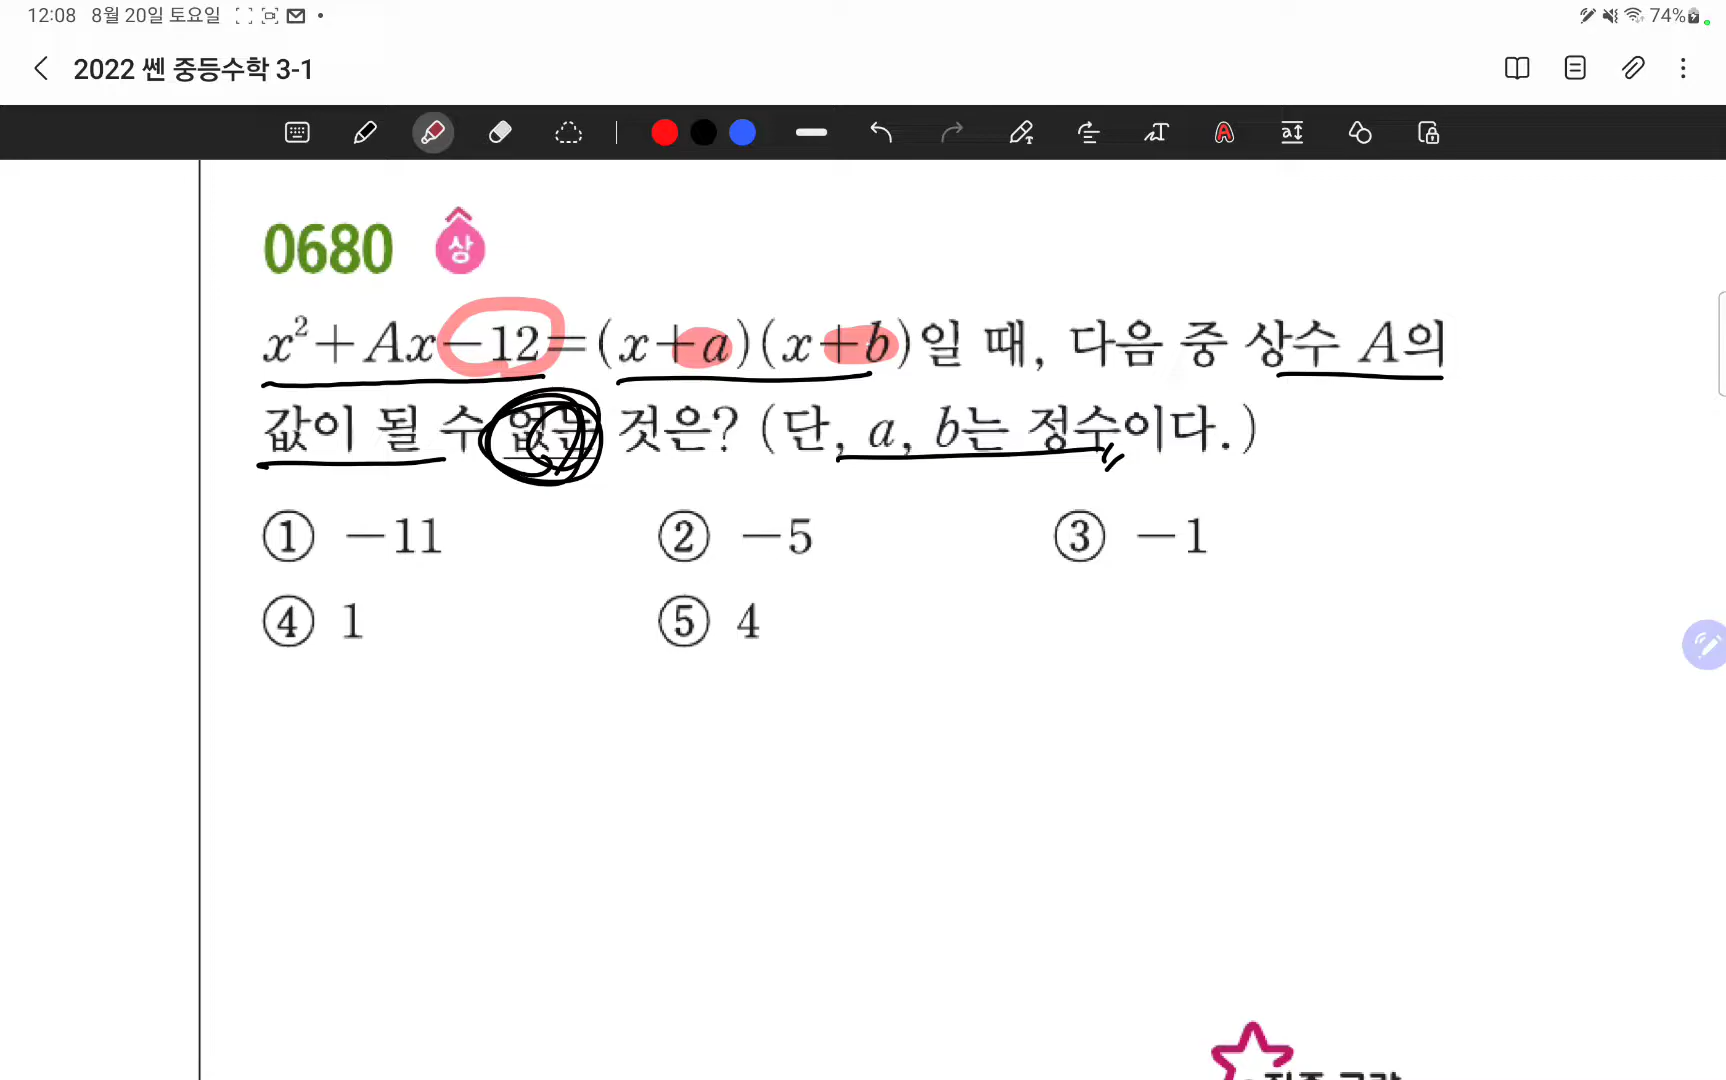 12:08 8월 20일 토요일 74%
2022 쎈 중등수학 3-1
0680 상
x²+Ax−12=(x+a)(x+b)일 때, 다음 중 상수 A의
값이 될 수 없는 것은? (단, a, b는 정수이다.)
① −11 ② −5 ③ −1
④ 1 ⑤ 4